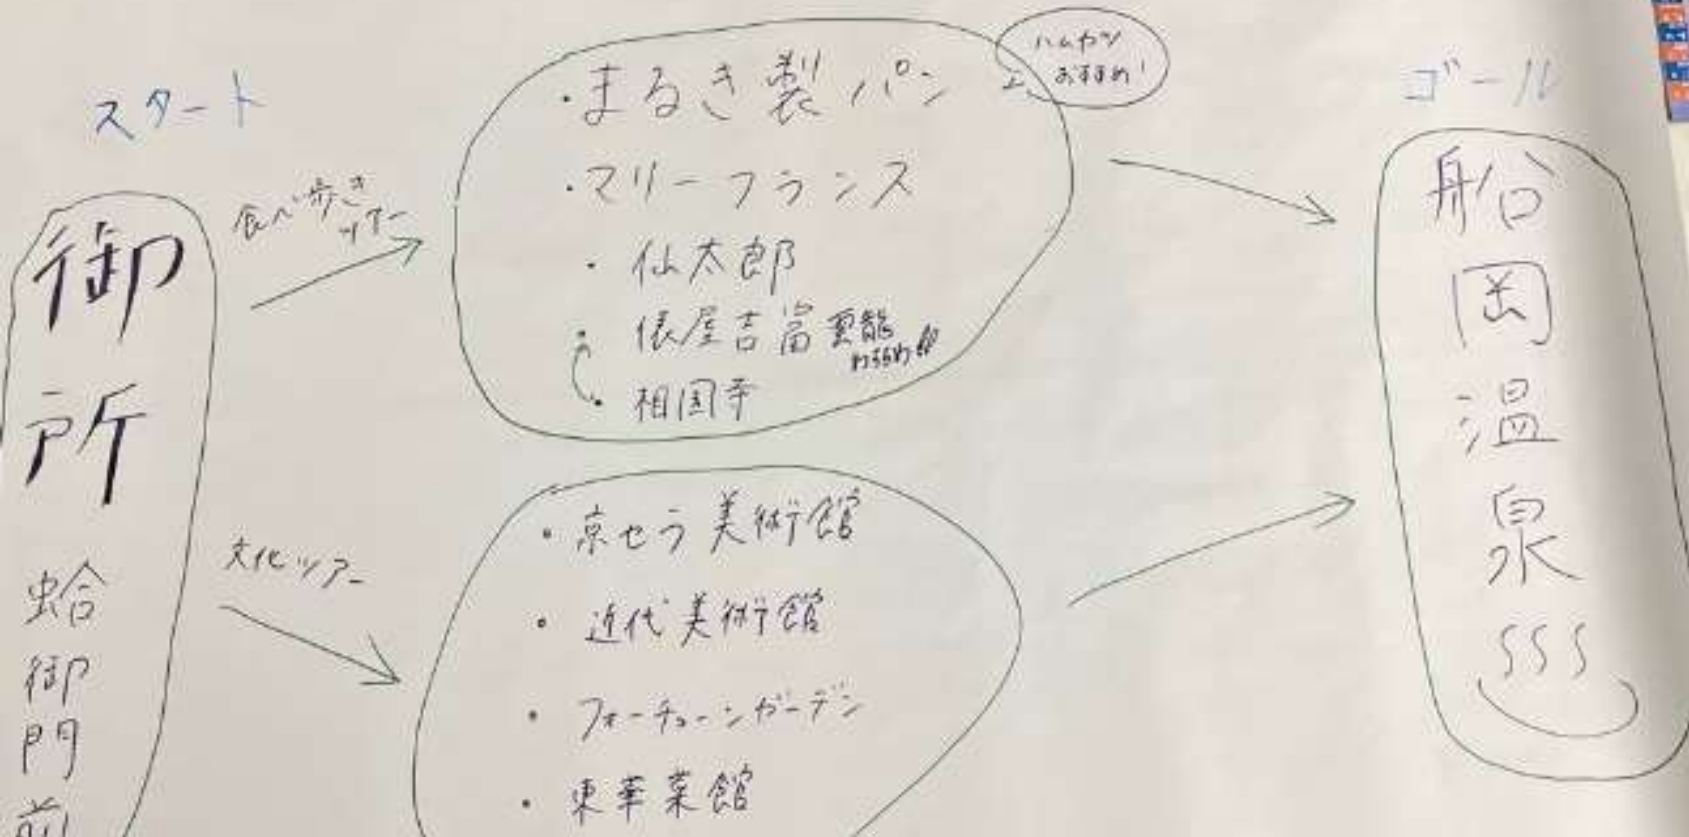 スタート
御所
蛤御門前
食べ歩き
ツアー
・まるき製パン
ハムカツ
おすすめ!
・マリーフランス
・仙太郎
・俵屋吉富 雲龍
・相国寺
文化ツアー
・京セラ美術館
・近代美術館
・フォーチューンガーデン
・東華菜館
ゴール
船岡温泉